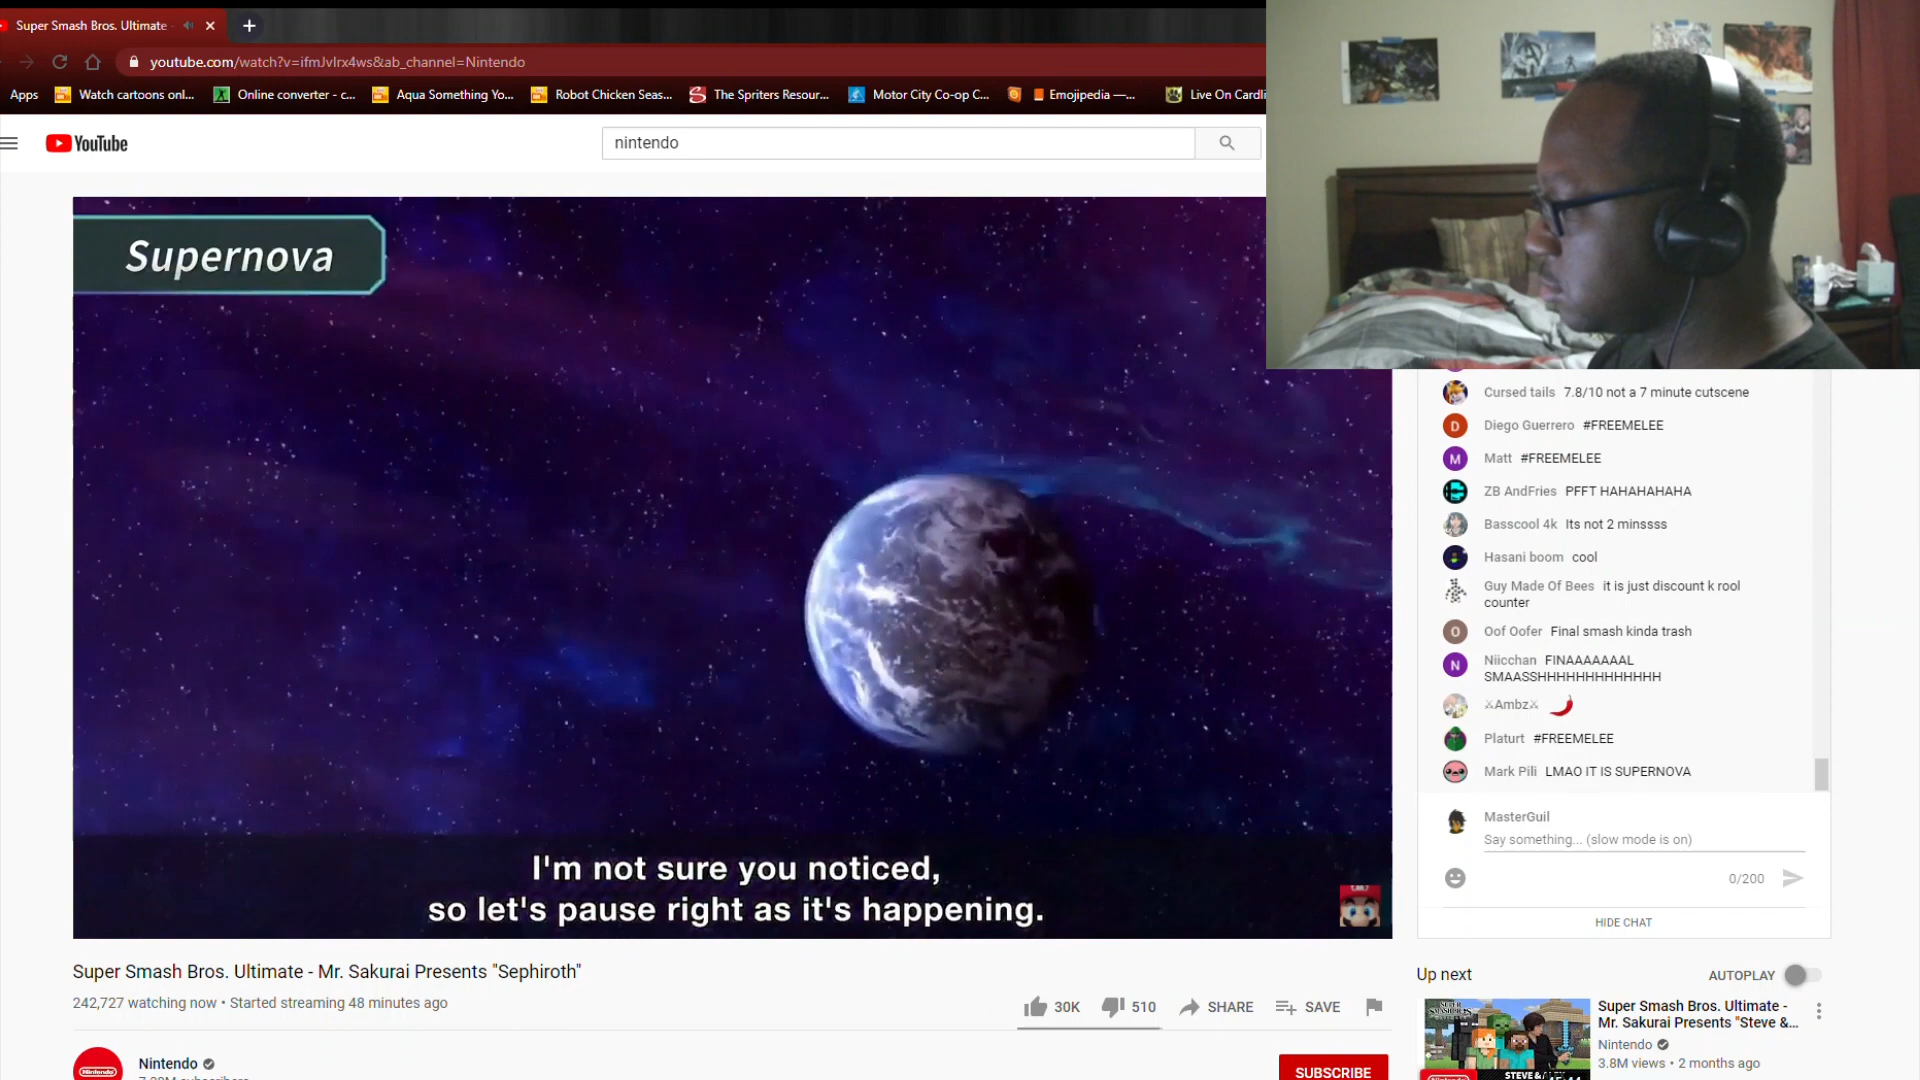 Super Smash Bros. Ultimate
youtube.com/watch?v=ifmJvlrx4ws&ab_channel=Nintendo
Apps
Watch cartoons onl...
Online converter - c...
Aqua Something Yo...
Robot Chicken Seas...
The Spriters Resour...
Motor City Co-op C...
Emojipedia —...
Live On Cardl
YouTube
nintendo
Supernova
I'm not sure you noticed,
so let's pause right as it's happening.
Cursed tails 7.8/10 not a 7 minute cutscene
D Diego Guerrero #FREEMELEE
M Matt #FREEMELEE
ZB AndFries PFFT HAHAHAHAHA
Basscool 4k Its not 2 minssss
Hasani boom cool
Guy Made Of Bees it is just discount k rool
counter
O Oof Oofer Final smash kinda trash
N Niicchan FINAAAAAAAL
SMAASSHHHHHHHHHHHHH
⚔Ambz⚔
Platurt #FREEMELEE
Mark Pili LMAO IT IS SUPERNOVA
MasterGuil
Say something... (slow mode is on)
0/200
HIDE CHAT
Super Smash Bros. Ultimate - Mr. Sakurai Presents "Sephiroth"
242,727 watching now • Started streaming 48 minutes ago
30K
510
SHARE
SAVE
Nintendo
Nintendo
SUBSCRIBE
Up next
AUTOPLAY
Super Smash Bros. Ultimate -
Mr. Sakurai Presents "Steve &...
Nintendo
3.8M views • 2 months ago